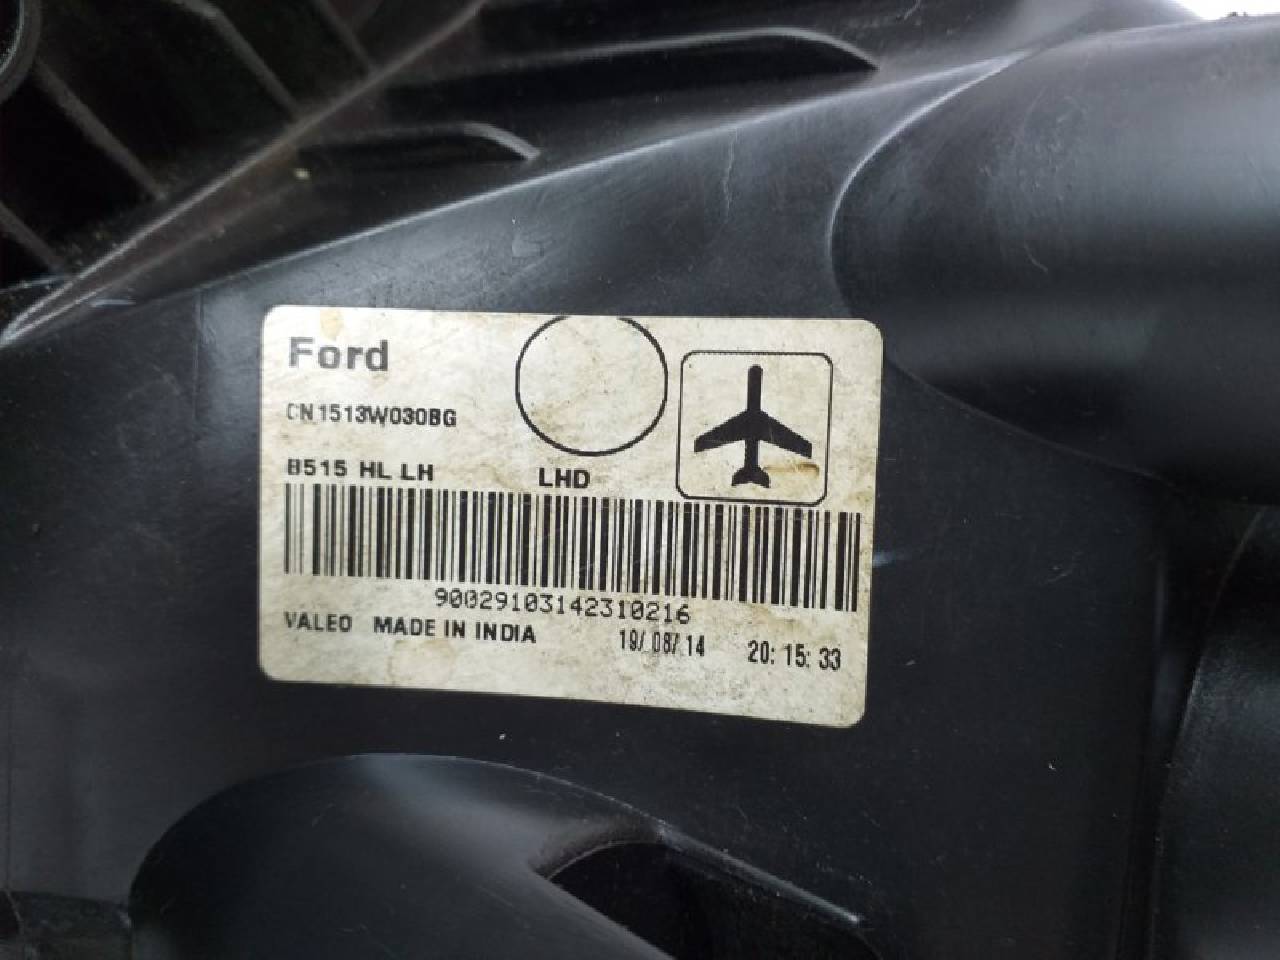 Ford
CN1513W030BG
B515 HL LH LHD
90029103142310216
VALEO MADE IN INDIA 19/08/14 20:15:33